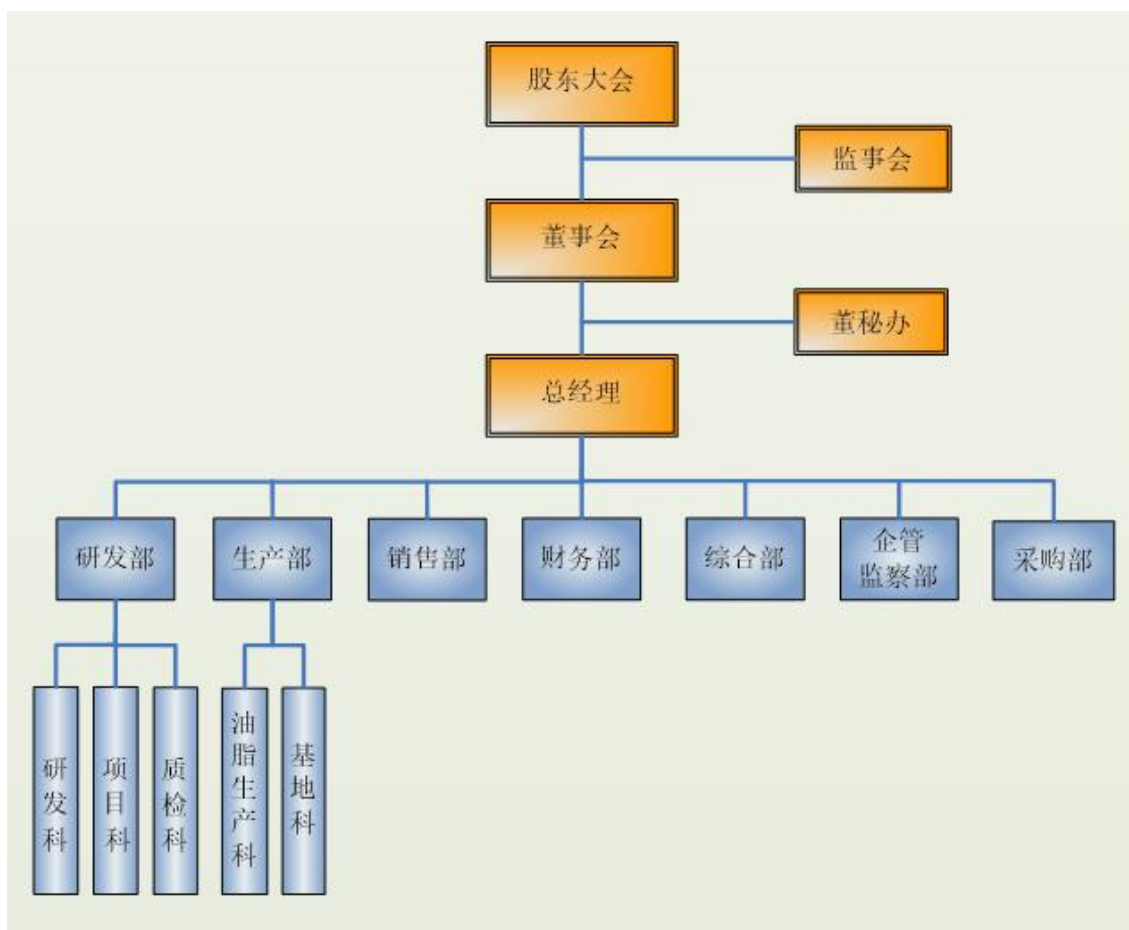 股东大会
监事会
董事会
董秘办
总经理
研发部
生产部
销售部
财务部
综合部
企管
监察部
采购部
研发科
项目科
质检科
油脂生产科
基地科